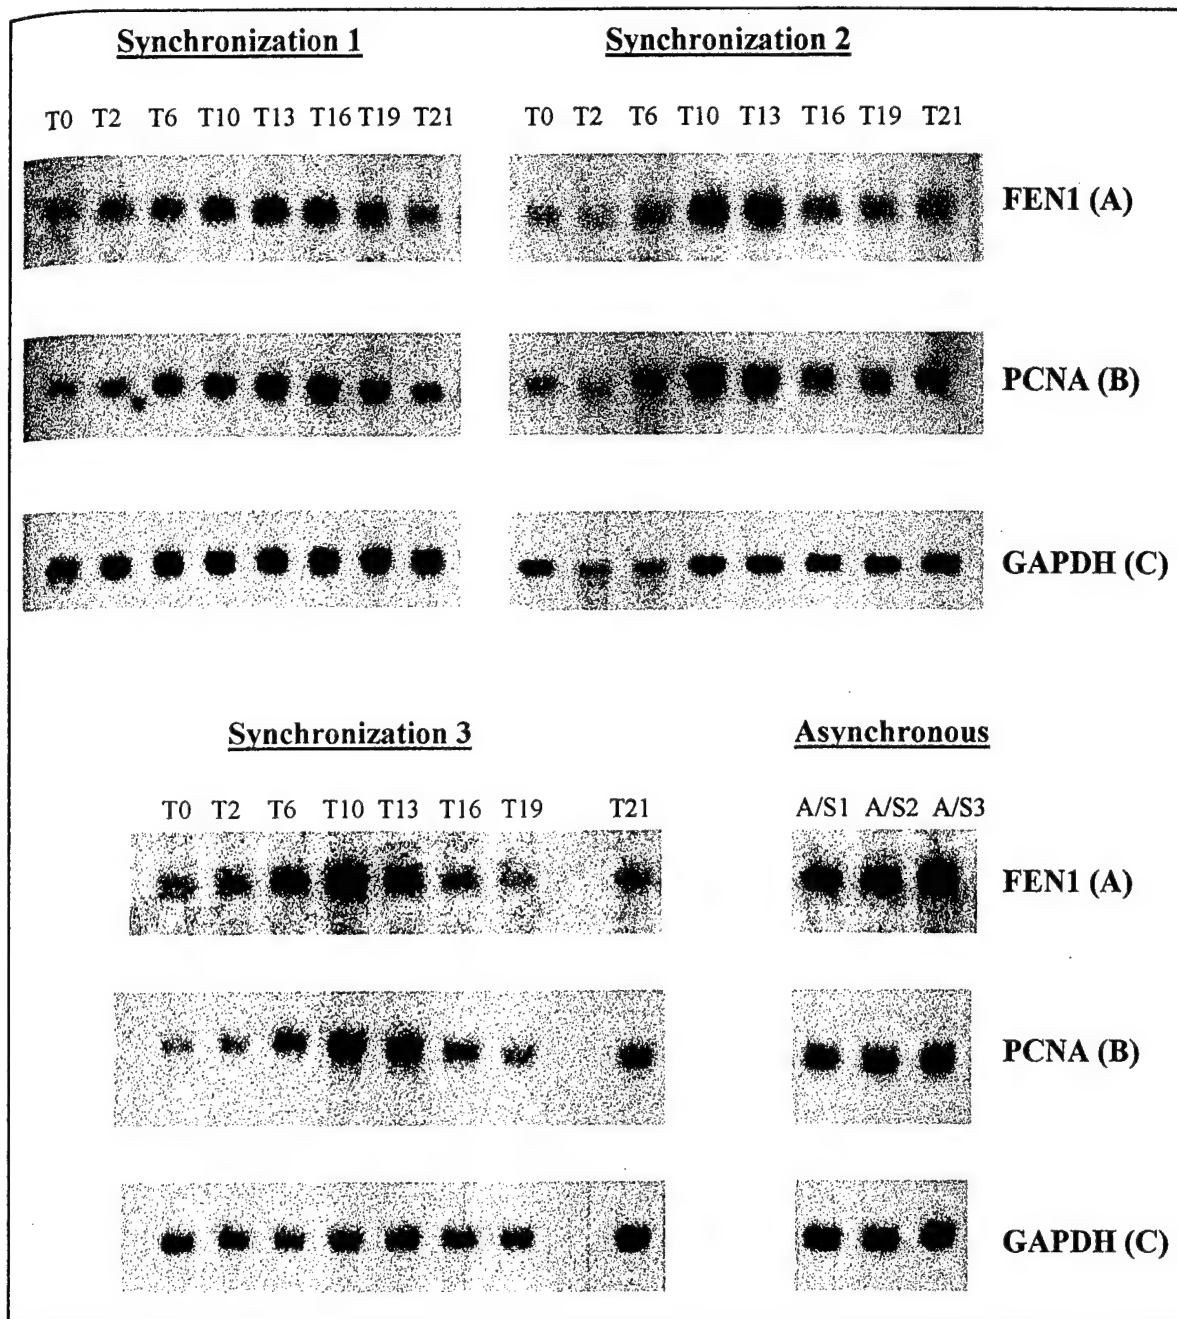 Synchronization 1 Synchronization 2
T0 T2 T6 T10 T13 T16 T19 T21 T0 T2 T6 T10 T13 T16 T19 T21
FEN1 (A)
PCNA (B)
GAPDH (C)
Synchronization 3 Asynchronous
T0 T2 T6 T10 T13 T16 T19 T21 A/S1 A/S2 A/S3
FEN1 (A)
PCNA (B)
GAPDH (C)